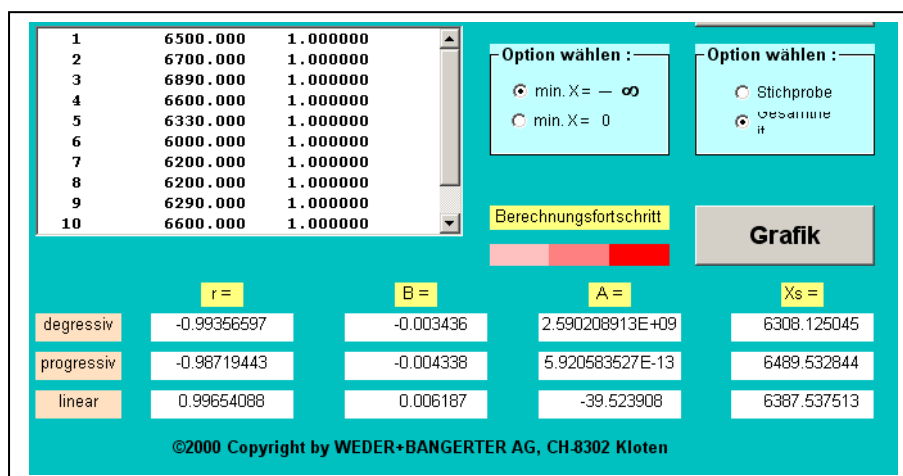 1 6500.000 1.000000
2 6700.000 1.000000
3 6890.000 1.000000
4 6600.000 1.000000
5 6330.000 1.000000
6 6000.000 1.000000
7 6200.000 1.000000
8 6200.000 1.000000
9 6290.000 1.000000
10 6600.000 1.000000
Option wählen :
min. X = — ∞
min. X = 0
Option wählen :
Stichprobe
Gesamthe
it
Berechnungsfortschritt
Grafik
r = B = A = Xs =
degressiv -0.99356597 -0.003436 2.590208913E+09 6308.125045
progressiv -0.98719443 -0.004338 5.920583527E-13 6489.532844
linear 0.99654088 0.006187 -39.523908 6387.537513
©2000 Copyright by WEDER+BANGERTER AG, CH-8302 Kloten